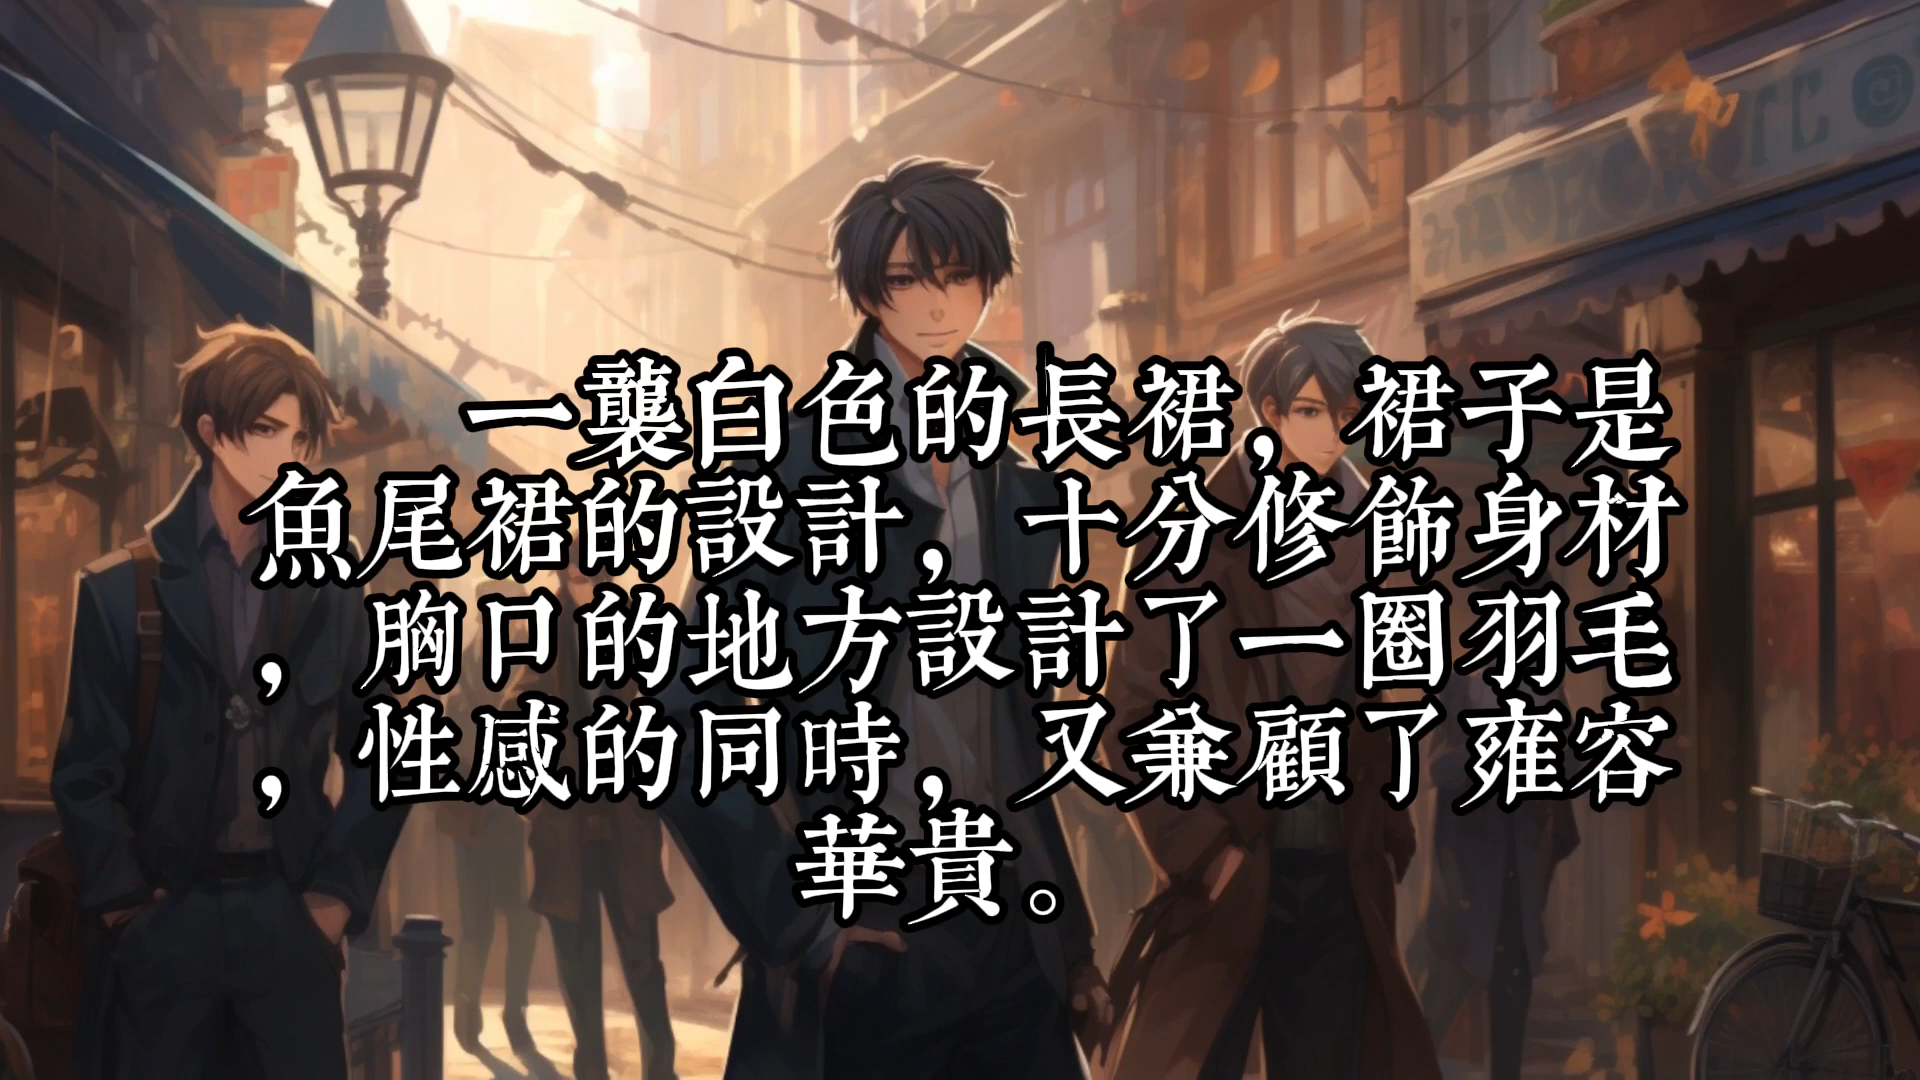 一襲白色的長裙，裙子是
魚尾裙的設計，十分修飾身材
，胸口的地方設計了一圈羽毛
，性感的同時，又兼顧了雍容
華貴。